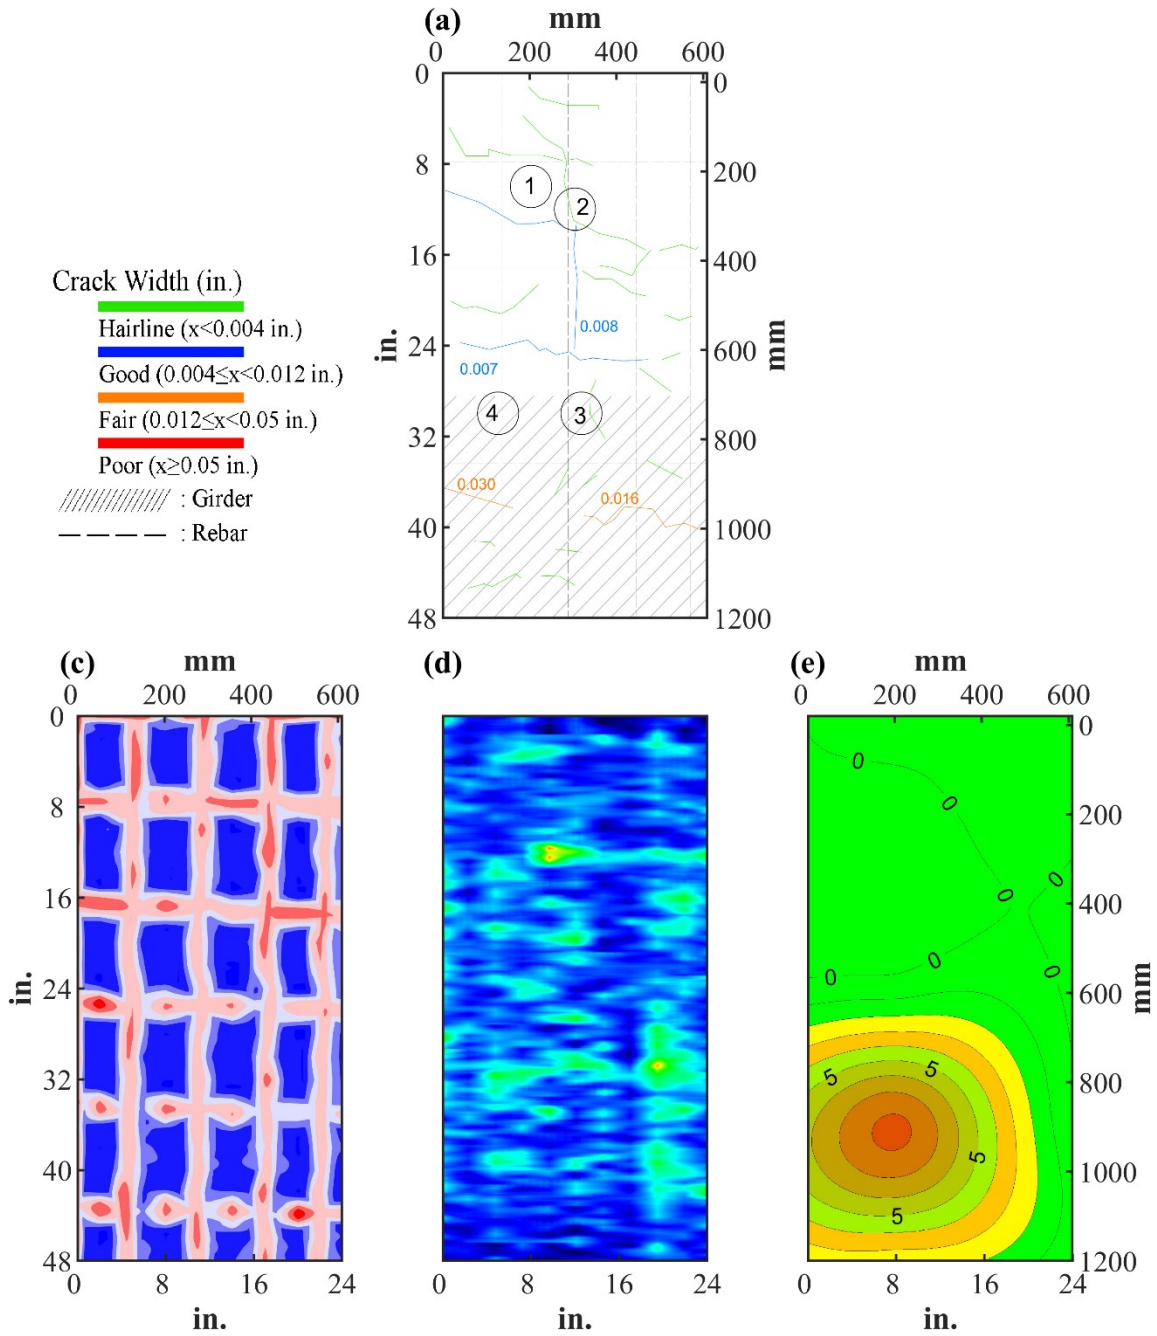 (a)
mm
0 200 400 600
0
8
16
24
32
40
48
in.
0
200
400
600
800
1000
1200
mm
1
2
3
4
0.008
0.007
0.030
0.016
Crack Width (in.)
Hairline (x<0.004 in.)
Good (0.004≤x<0.012 in.)
Fair (0.012≤x<0.05 in.)
Poor (x≥0.05 in.)
: Girder
: Rebar
(c)
mm
0 200 400 600
0
8
16
24
32
40
48
in.
0 8 16 24
in.
(d)
0 8 16 24
in.
(e)
mm
0 200 400 600
0
200
400
600
800
1000
1200
mm
0
0
0
0
0
0
0
5
5
5
5
0 8 16 24
in.